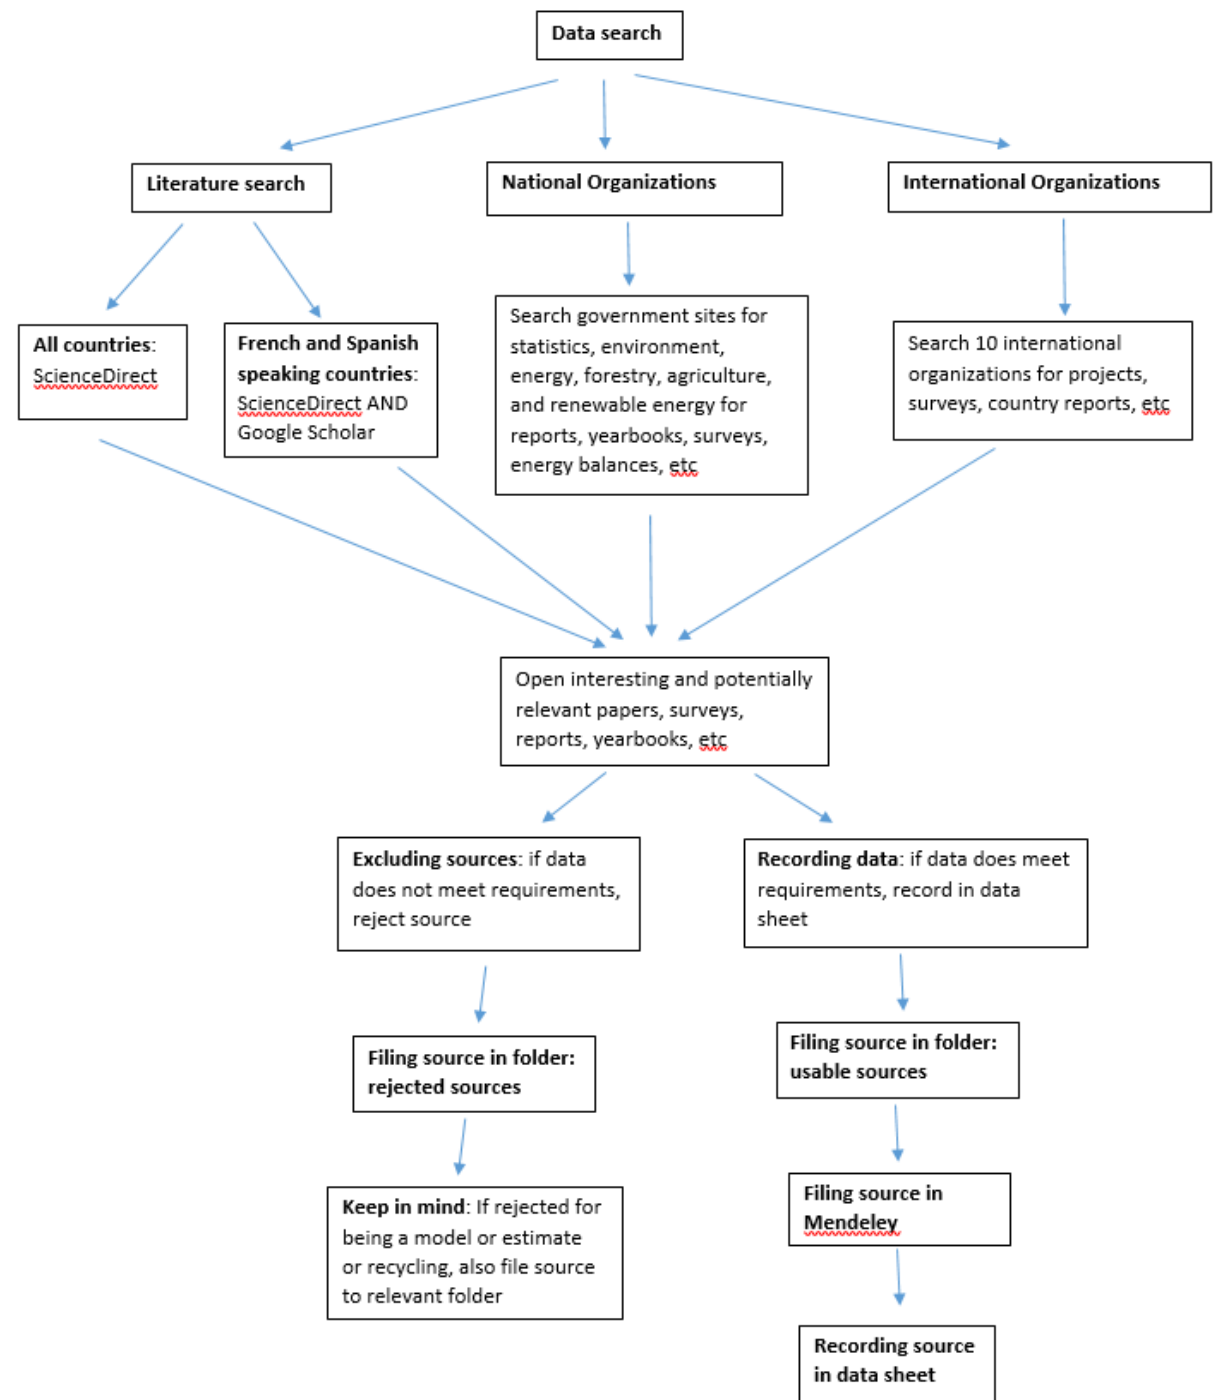 Data search
Literature search
National Organizations
International Organizations
All countries:
ScienceDirect
French and Spanish
speaking countries:
ScienceDirect AND
Google Scholar
Search government sites for
statistics, environment,
energy, forestry, agriculture,
and renewable energy for
reports, yearbooks, surveys,
energy balances, etc
Search 10 international
organizations for projects,
surveys, country reports, etc
Open interesting and potentially
relevant papers, surveys,
reports, yearbooks, etc
Excluding sources: if data
does not meet requirements,
reject source
Recording data: if data does meet
requirements, record in data
sheet
Filing source in folder:
rejected sources
Filing source in folder:
usable sources
Keep in mind: If rejected for
being a model or estimate
or recycling, also file source
to relevant folder
Filing source in
Mendeley
Recording source
in data sheet